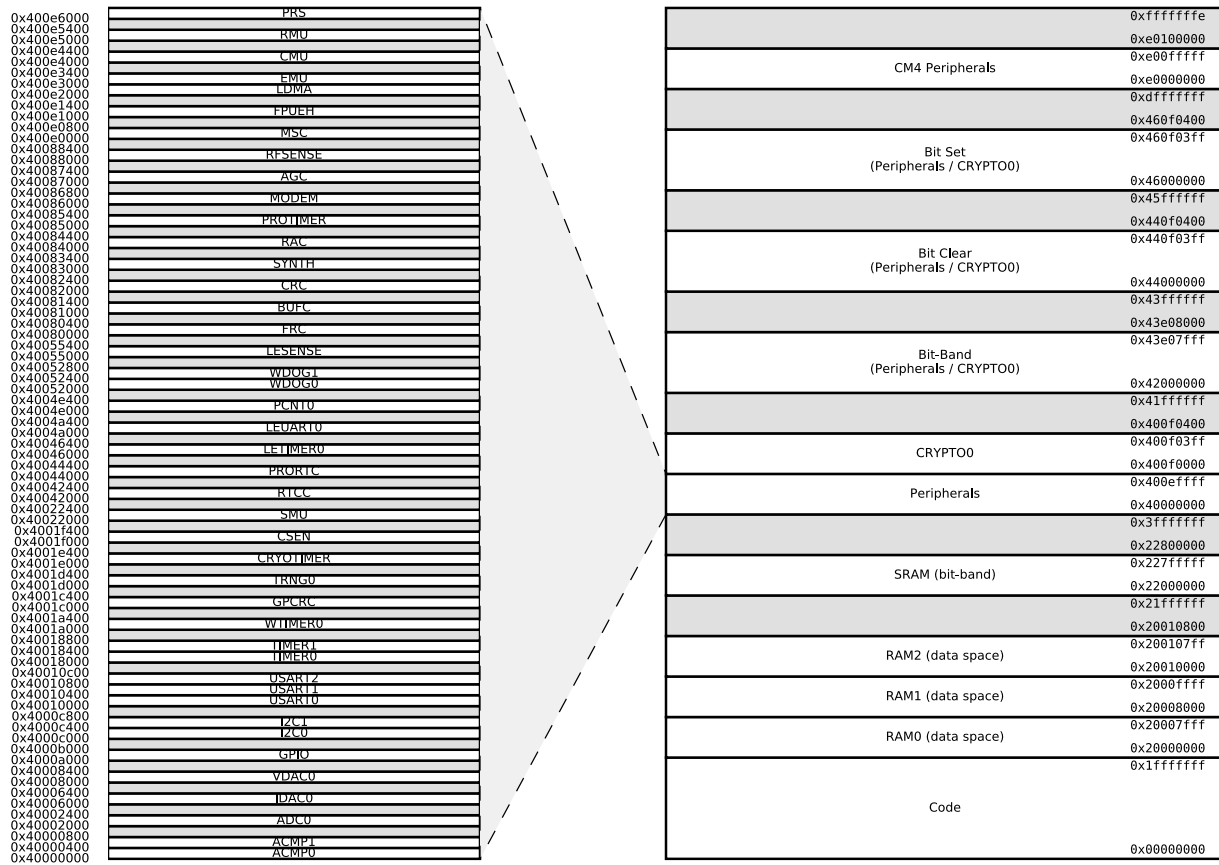 PRS
0x400e6000
0x400e5400
RMU
0x400e5000
0x400e4400
CMU
0x400e4000
0x400e3400
EMU
0x400e3000
LDMA
0x400e2000
0x400e1400
FPUEH
0x400e1000
0x400e0800
MSC
0x400e0000
0x40088400
RFSENSE
0x40088000
0x40087400
AGC
0x40087000
0x40086800
MODEM
0x40086000
0x40085400
PROTIMER
0x40085000
0x40084400
RAC
0x40084000
0x40083400
SYNTH
0x40083000
0x40082400
CRC
0x40082000
0x40081400
BUFC
0x40081000
0x40080400
FRC
0x40080000
0x40055400
LESENSE
0x40055000
0x40052800
WDOG1
0x40052400
WDOG0
0x40052000
0x4004e400
PCNT0
0x4004e000
0x4004a400
LEUART0
0x4004a000
0x40046400
LETIMER0
0x40046000
0x40044400
PRORTC
0x40044000
0x40042400
RTCC
0x40042000
0x40022400
SMU
0x40022000
0x4001f400
CSEN
0x4001f000
0x4001e400
CRYOTIMER
0x4001e000
0x4001d400
TRNG0
0x4001d000
0x4001c400
GPCRC
0x4001c000
0x4001a400
WTIMER0
0x4001a000
0x40018800
TIMER1
0x40018400
TIMER0
0x40018000
0x40010c00
USART2
0x40010800
USART1
0x40010400
USART0
0x40010000
0x4000c800
I2C1
0x4000c400
I2C0
0x4000c000
0x4000b000
GPIO
0x4000a000
0x40008400
VDAC0
0x40008000
0x40006400
IDAC0
0x40006000
0x40002400
ADC0
0x40002000
0x40000800
ACMP1
0x40000400
ACMP0
0x40000000
0xfffffffe
0xe0100000
0xe00fffff
CM4 Peripherals
0xe0000000
0xdfffffff
0x460f0400
0x460f03ff
Bit Set
(Peripherals / CRYPTO0)
0x46000000
0x45ffffff
0x440f0400
0x440f03ff
Bit Clear
(Peripherals / CRYPTO0)
0x44000000
0x43ffffff
0x43e08000
0x43e07fff
Bit-Band
(Peripherals / CRYPTO0)
0x42000000
0x41ffffff
0x400f0400
0x400f03ff
CRYPTO0
0x400f0000
0x400effff
Peripherals
0x40000000
0x3fffffff
0x22800000
0x227fffff
SRAM (bit-band)
0x22000000
0x21ffffff
0x20010800
0x200107ff
RAM2 (data space)
0x20010000
0x2000ffff
RAM1 (data space)
0x20008000
0x20007fff
RAM0 (data space)
0x20000000
0x1fffffff
Code
0x00000000